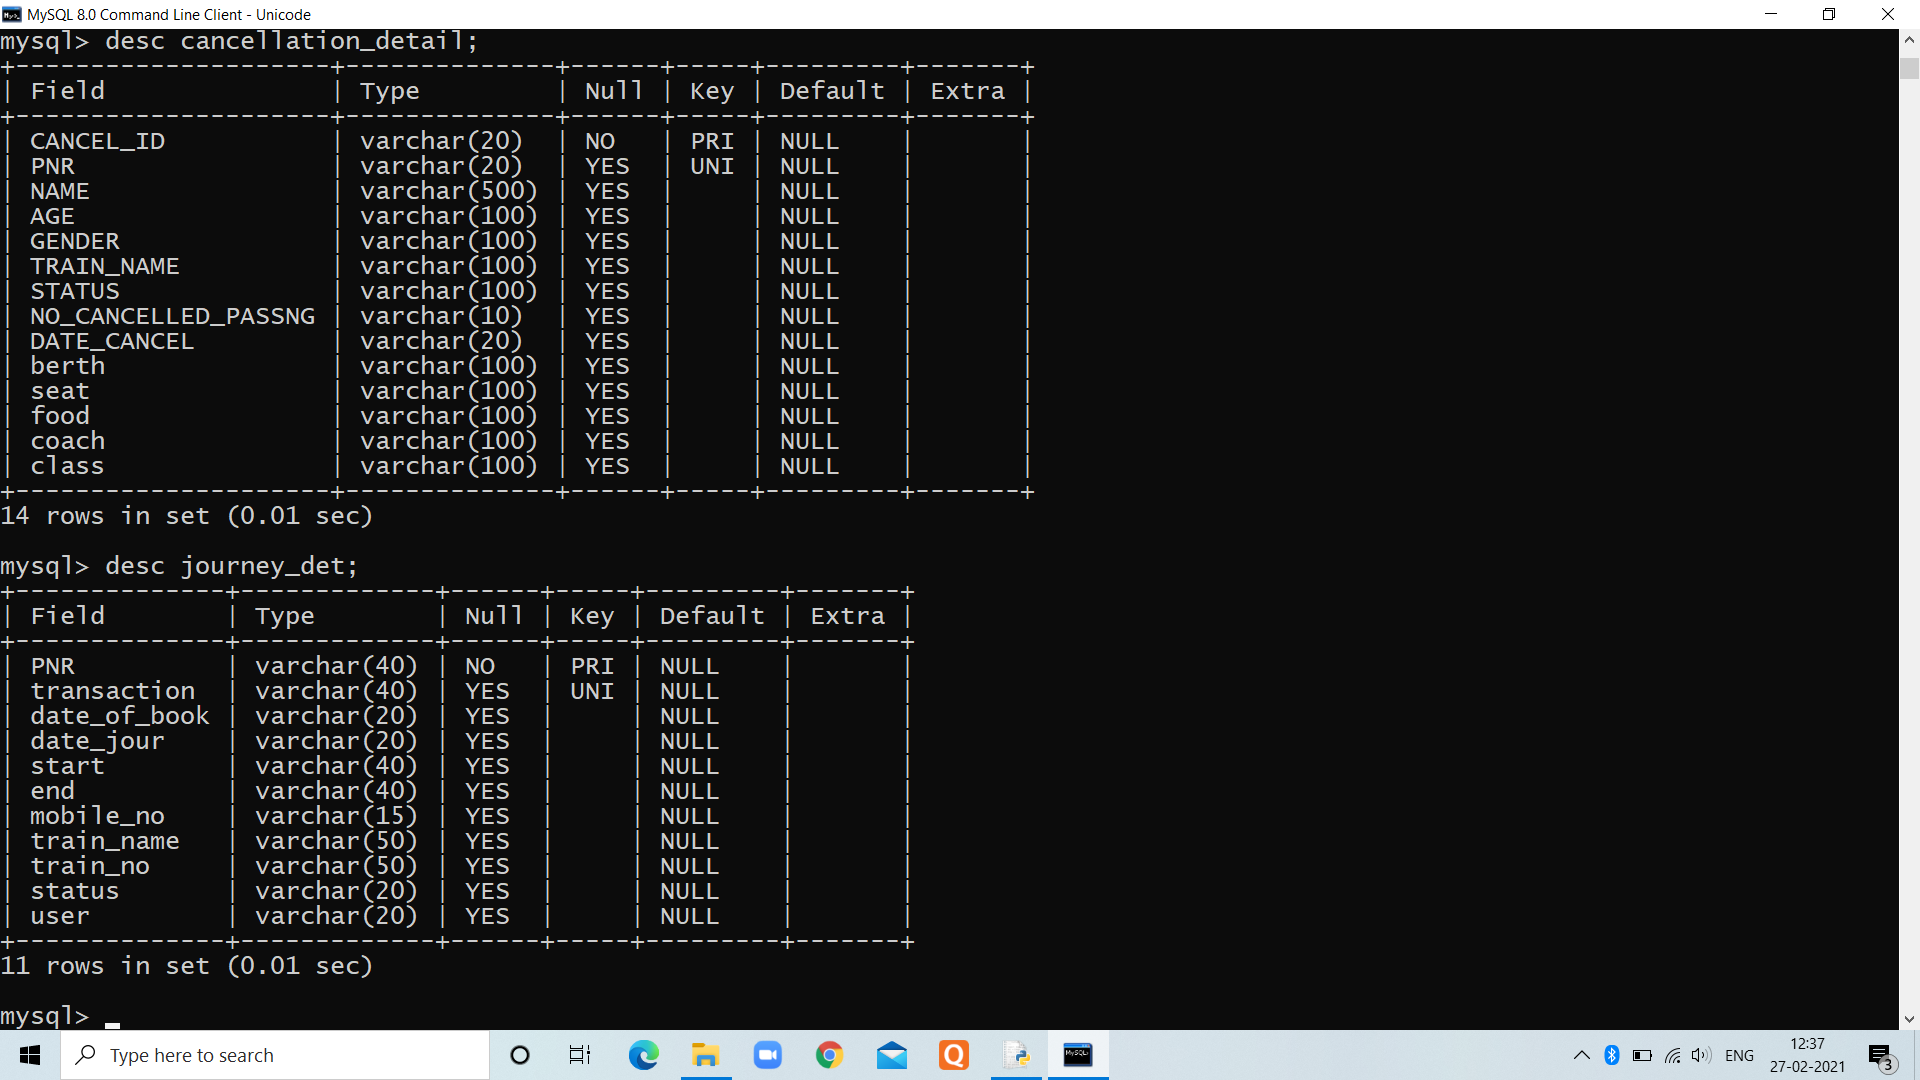 MySQL 8.0 Command Line Client - Unicode
mysql> desc cancellation_detail;
+---------------------+--------------+------+-----+---------+-------+
| Field               | Type         | Null | Key | Default | Extra |
+---------------------+--------------+------+-----+---------+-------+
| CANCEL_ID           | varchar(20)  | NO   | PRI | NULL    |       |
| PNR                 | varchar(20)  | YES  | UNI | NULL    |       |
| NAME                | varchar(500) | YES  |     | NULL    |       |
| AGE                 | varchar(100) | YES  |     | NULL    |       |
| GENDER              | varchar(100) | YES  |     | NULL    |       |
| TRAIN_NAME          | varchar(100) | YES  |     | NULL    |       |
| STATUS              | varchar(100) | YES  |     | NULL    |       |
| NO_CANCELLED_PASSNG | varchar(10)  | YES  |     | NULL    |       |
| DATE_CANCEL         | varchar(20)  | YES  |     | NULL    |       |
| berth               | varchar(100) | YES  |     | NULL    |       |
| seat                | varchar(100) | YES  |     | NULL    |       |
| food                | varchar(100) | YES  |     | NULL    |       |
| coach               | varchar(100) | YES  |     | NULL    |       |
| class               | varchar(100) | YES  |     | NULL    |       |
+---------------------+--------------+------+-----+---------+-------+
14 rows in set (0.01 sec)
mysql> desc journey_det;
+--------------+-------------+------+-----+---------+-------+
| Field        | Type        | Null | Key | Default | Extra |
+--------------+-------------+------+-----+---------+-------+
| PNR          | varchar(40) | NO   | PRI | NULL    |       |
| transaction  | varchar(40) | YES  | UNI | NULL    |       |
| date_of_book | varchar(20) | YES  |     | NULL    |       |
| date_jour    | varchar(20) | YES  |     | NULL    |       |
| start        | varchar(40) | YES  |     | NULL    |       |
| end          | varchar(40) | YES  |     | NULL    |       |
| mobile_no    | varchar(15) | YES  |     | NULL    |       |
| train_name   | varchar(50) | YES  |     | NULL    |       |
| train_no     | varchar(50) | YES  |     | NULL    |       |
| status       | varchar(20) | YES  |     | NULL    |       |
| user         | varchar(20) | YES  |     | NULL    |       |
+--------------+-------------+------+-----+---------+-------+
11 rows in set (0.01 sec)
mysql>
Type here to search
Q
MySQL
ENG
12:37
27-02-2021
3